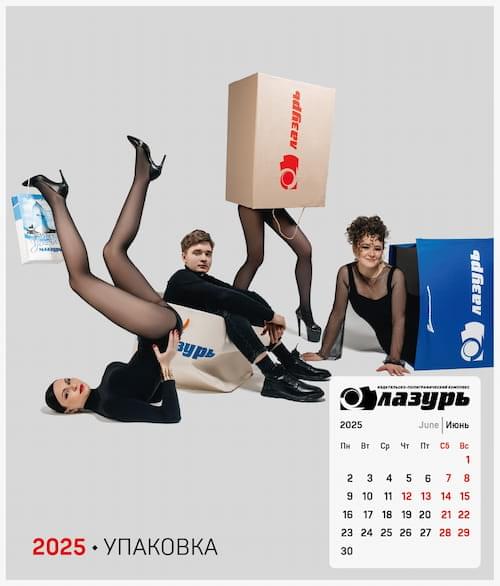 лазурь
лазурь
лазурь
ИЗДАТЕЛЬСКО-ПОЛИГРАФИЧЕСКИЙ КОМПЛЕКС
лазурь
2025 June | Июнь
Пн Вт Ср Чт Пт Сб Вс
1
2 3 4 5 6 7 8
9 10 11 12 13 14 15
16 17 18 19 20 21 22
23 24 25 26 27 28 29
30
2025 • УПАКОВКА